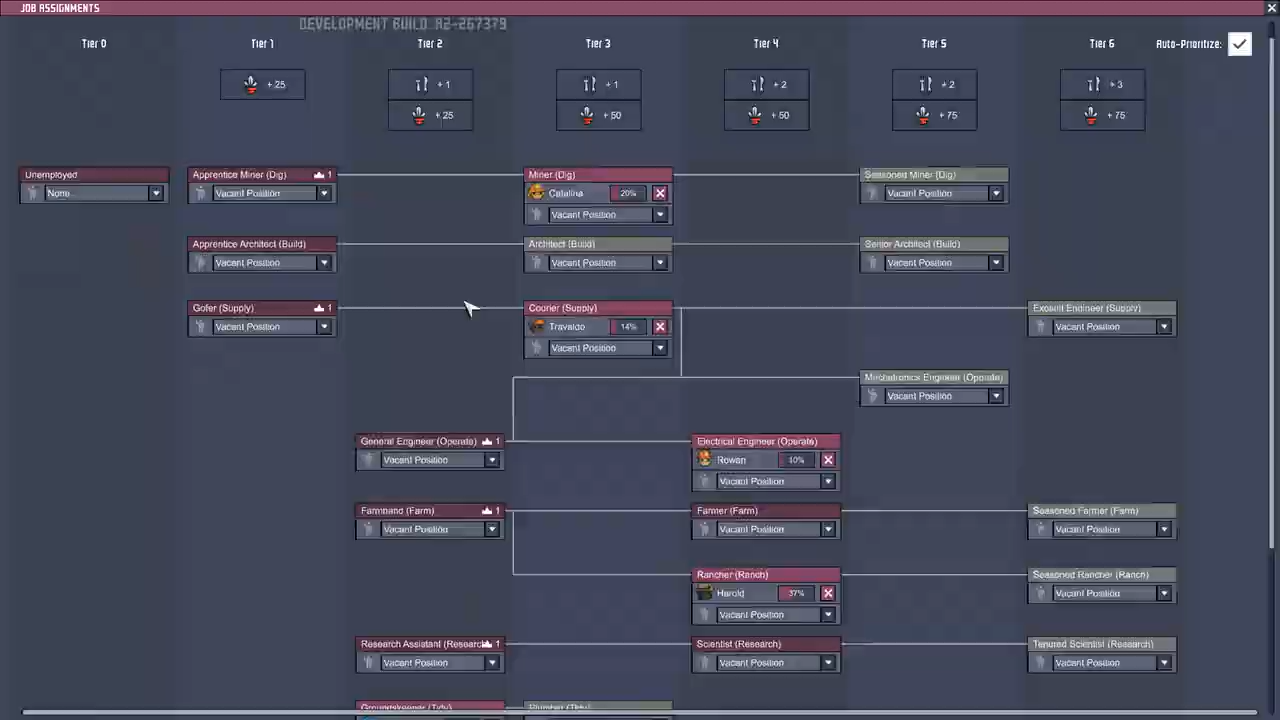 JOB ASSIGNMENTS
DEVELOPMENT BUILD A2-267379
Tier 0 Tier 1 Tier 2 Tier 3 Tier 4 Tier 5 Tier 6 Auto-Prioritize:
+25 +1 +1 +2 +2 +3
+25 +50 +50 +75 +75
Unemployed Apprentice Miner (Dig) 1 Miner (Dig) Seasoned Miner (Dig)
None Vacant Position Catalina 20% Vacant Position
Vacant Position
Apprentice Architect (Build) Architect (Build) Senior Architect (Build)
Vacant Position Vacant Position Vacant Position
Gofer (Supply) 1 Courier (Supply) Exosuit Engineer (Supply)
Vacant Position Travaldo 14% Vacant Position
Vacant Position
Mechatronics Engineer (Operate)
Vacant Position
General Engineer (Operate) 1 Electrical Engineer (Operate)
Vacant Position Rowan 10%
Vacant Position
Farmhand (Farm) 1 Farmer (Farm) Seasoned Farmer (Farm)
Vacant Position Vacant Position Vacant Position
Rancher (Ranch) Seasoned Rancher (Ranch)
Harold 37% Vacant Position
Vacant Position
Research Assistant (Research 1 Scientist (Research) Tenured Scientist (Research)
Vacant Position Vacant Position Vacant Position
Groundskeeper (Tidy) Plumber (Tidy)